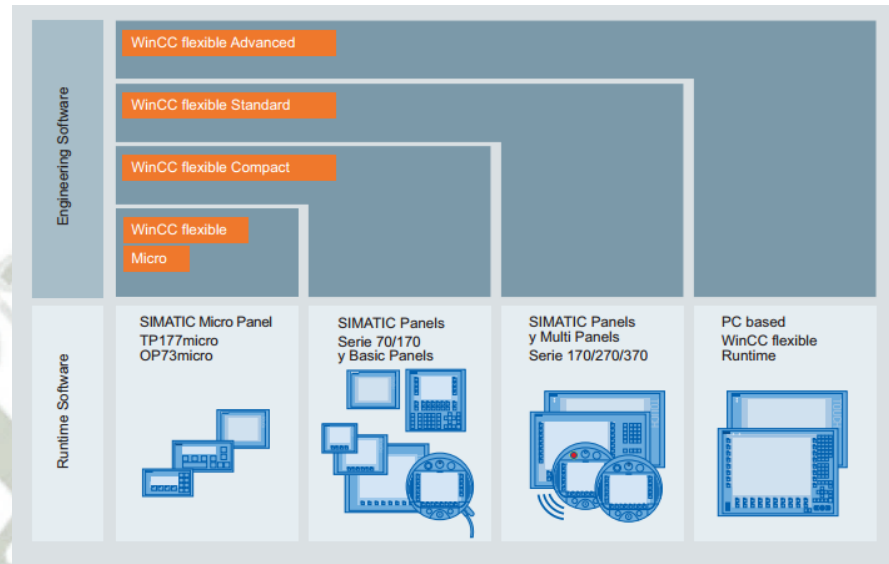 Engineering Software
WinCC flexible Advanced
WinCC flexible Standard
WinCC flexible Compact
WinCC flexible
Micro
Runtime Software
SIMATIC Micro Panel
TP177micro
OP73micro
SIMATIC Panels
Serie 70/170
y Basic Panels
SIMATIC Panels
y Multi Panels
Serie 170/270/370
PC based
WinCC flexible
Runtime